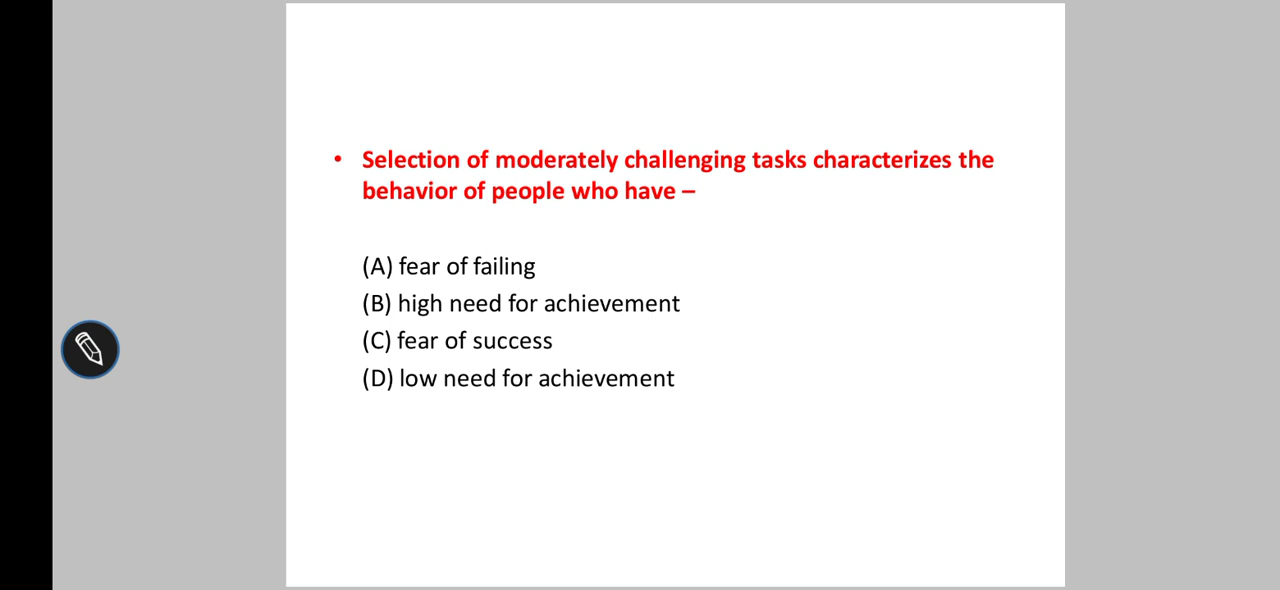 • Selection of moderately challenging tasks characterizes the
behavior of people who have –
(A) fear of failing
(B) high need for achievement
(C) fear of success
(D) low need for achievement